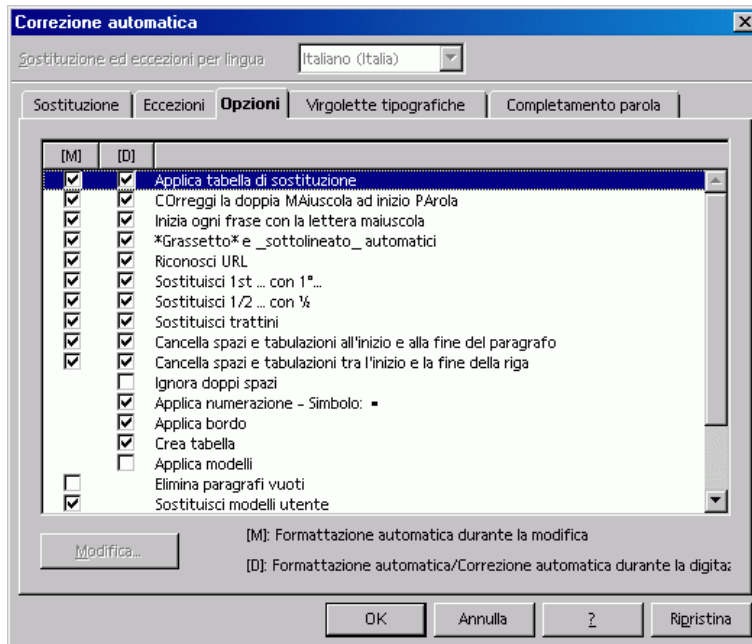 Correzione automatica
Sostituzione ed eccezioni per lingua Italiano (Italia)
Sostituzione Eccezioni Opzioni Virgolette tipografiche Completamento parola
[M] [D]
Applica tabella di sostituzione
COrreggi la doppia MAiuscola ad inizio PArola
Inizia ogni frase con la lettera maiuscola
*Grassetto* e _sottolineato_ automatici
Riconosci URL
Sostituisci 1st ... con 1°...
Sostituisci 1/2 ... con ½
Sostituisci trattini
Cancella spazi e tabulazioni all'inizio e alla fine del paragrafo
Cancella spazi e tabulazioni tra l'inizio e la fine della riga
Ignora doppi spazi
Applica numerazione - Simbolo: ▪
Applica bordo
Crea tabella
Applica modelli
Elimina paragrafi vuoti
Sostituisci modelli utente
Modifica...
[M]: Formattazione automatica durante la modifica
[D]: Formattazione automatica/Correzione automatica durante la digitaz
OK Annulla ? Ripristina